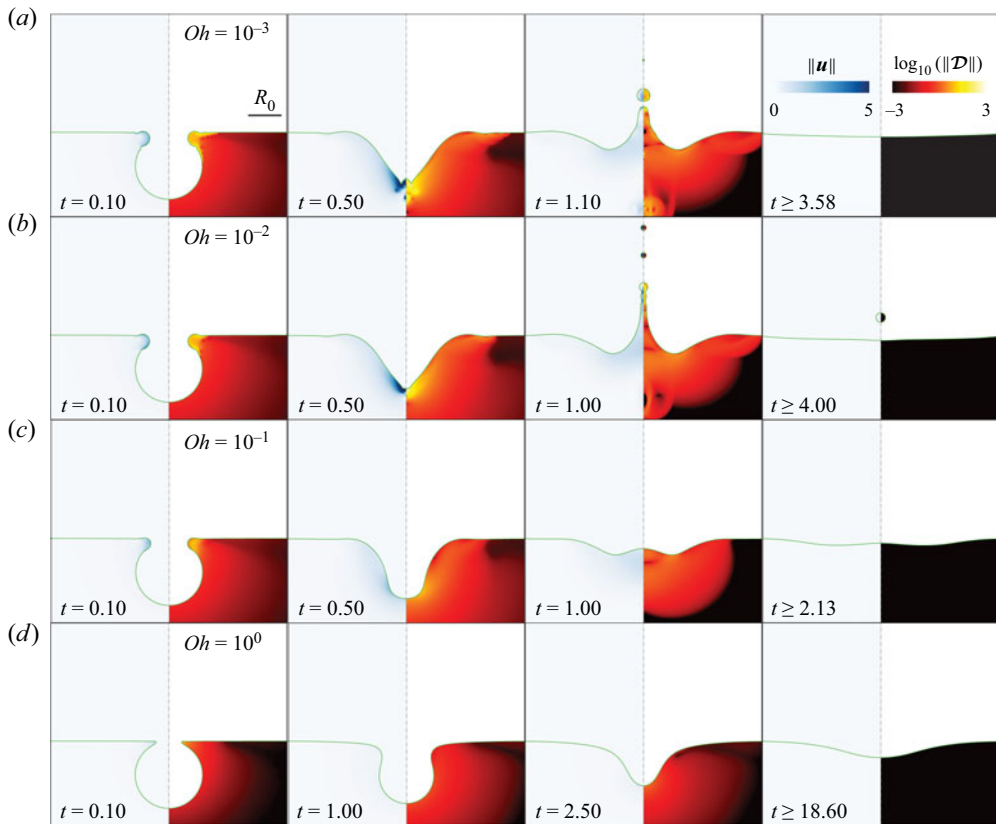 (a)
Oh = 10⁻³
R₀
‖u‖
0 5
log₁₀ (‖𝒟‖)
–3 3
t = 0.10
t = 0.50
t = 1.10
t ≥ 3.58
(b)
Oh = 10⁻²
t = 0.10
t = 0.50
t = 1.00
t ≥ 4.00
(c)
Oh = 10⁻¹
t = 0.10
t = 0.50
t = 1.00
t ≥ 2.13
(d)
Oh = 10⁰
t = 0.10
t = 1.00
t = 2.50
t ≥ 18.60